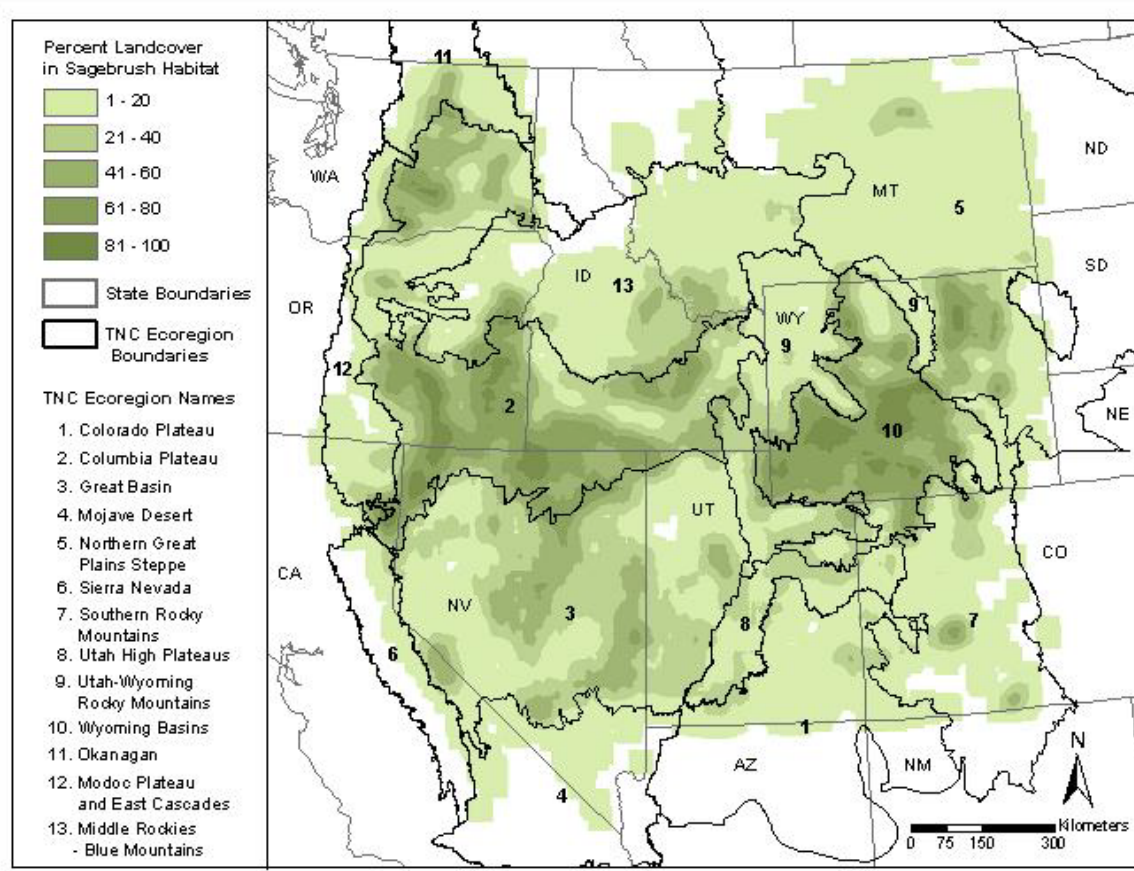 Percent Landcover
in Sagebrush Habitat
1 - 20
21 - 40
41 - 60
61 - 80
81 - 100
State Boundaries
TNC Ecoregion
Boundaries
TNC Ecoregion Names
1. Colorado Plateau
2. Columbia Plateau
3. Great Basin
4. Mojave Desert
5. Northern Great
Plains Steppe
6. Sierra Nevada
7. Southern Rocky
Mountains
8. Utah High Plateaus
9. Utah-Wyoming
Rocky Mountains
10. Wyoming Basins
11. Okanagan
12. Modoc Plateau
and East Cascades
13. Middle Rockies
- Blue Mountains
11
WA
ND
MT
5
OR
ID
13
SD
9
WY
9
12
2
10
NE
UT
CA
CO
NV
3
8
7
6
1
AZ
NM
N
4
Kilometers
0 75 150 300